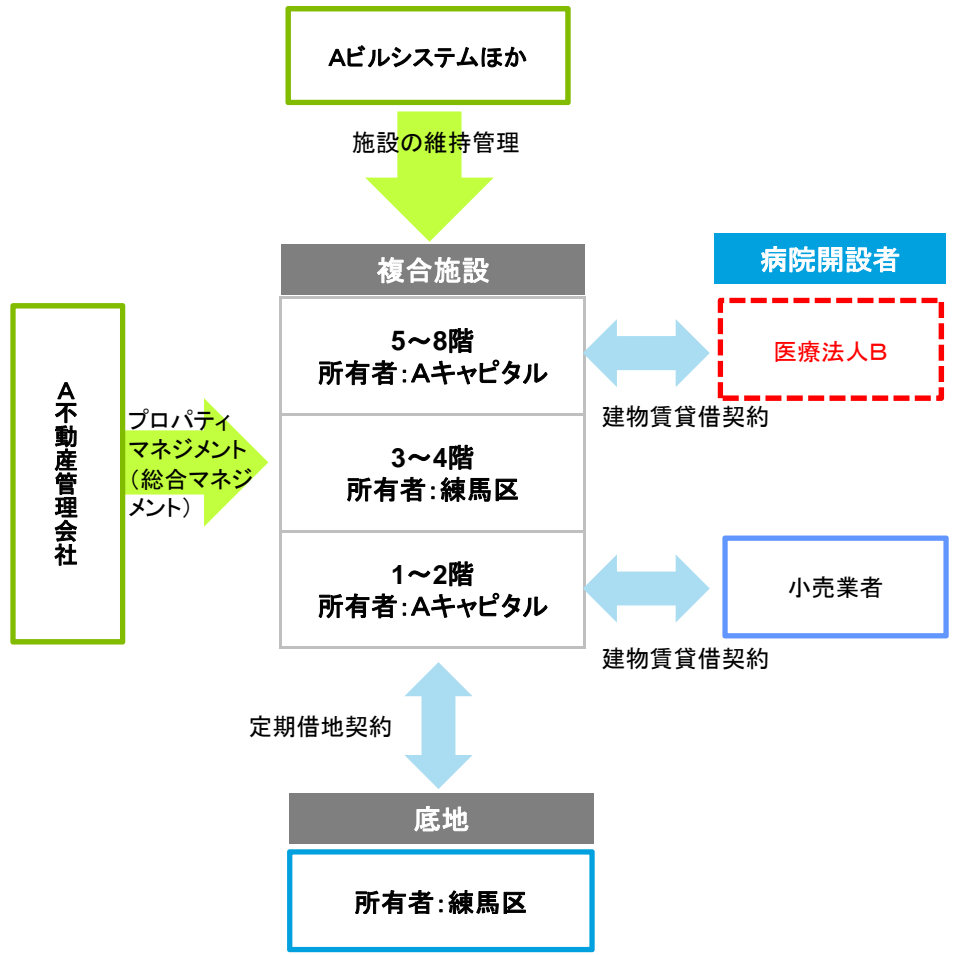 Aビルシステムほか
施設の維持管理
複合施設
病院開設者
5～8階
所有者：Aキャピタル
医療法人B
建物賃貸借契約
A不動産管理会社
プロパティ
マネジメント
（総合マネジ
メント）
3～4階
所有者：練馬区
1～2階
所有者：Aキャピタル
小売業者
建物賃貸借契約
定期借地契約
底地
所有者：練馬区